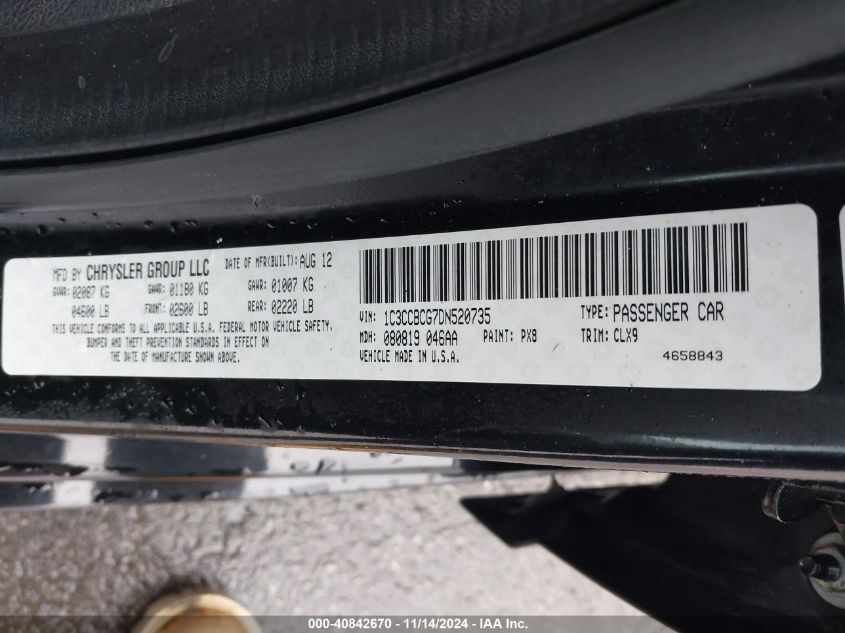 MFD BY CHRYSLER GROUP LLC DATE OF MFR(BUILT): AUG 12
GVWR: 02087 KG GAWR: 01180 KG GAWR: 01007 KG
04600 LB FRONT: 02600 LB REAR: 02220 LB
THIS VEHICLE CONFORMS TO ALL APPLICABLE U.S.A. FEDERAL MOTOR VEHICLE SAFETY,
BUMPER AND THEFT PREVENTION STANDARDS IN EFFECT ON
THE DATE OF MANUFACTURE SHOWN ABOVE.
VIN: 1C3CCBCG7DN520735 TYPE: PASSENGER CAR
MDH: 080819 046AA PAINT: PX8 TRIM: CLX9
VEHICLE MADE IN U.S.A. 4658843
000-40842670 | 11/14/2024 - IAA Inc.